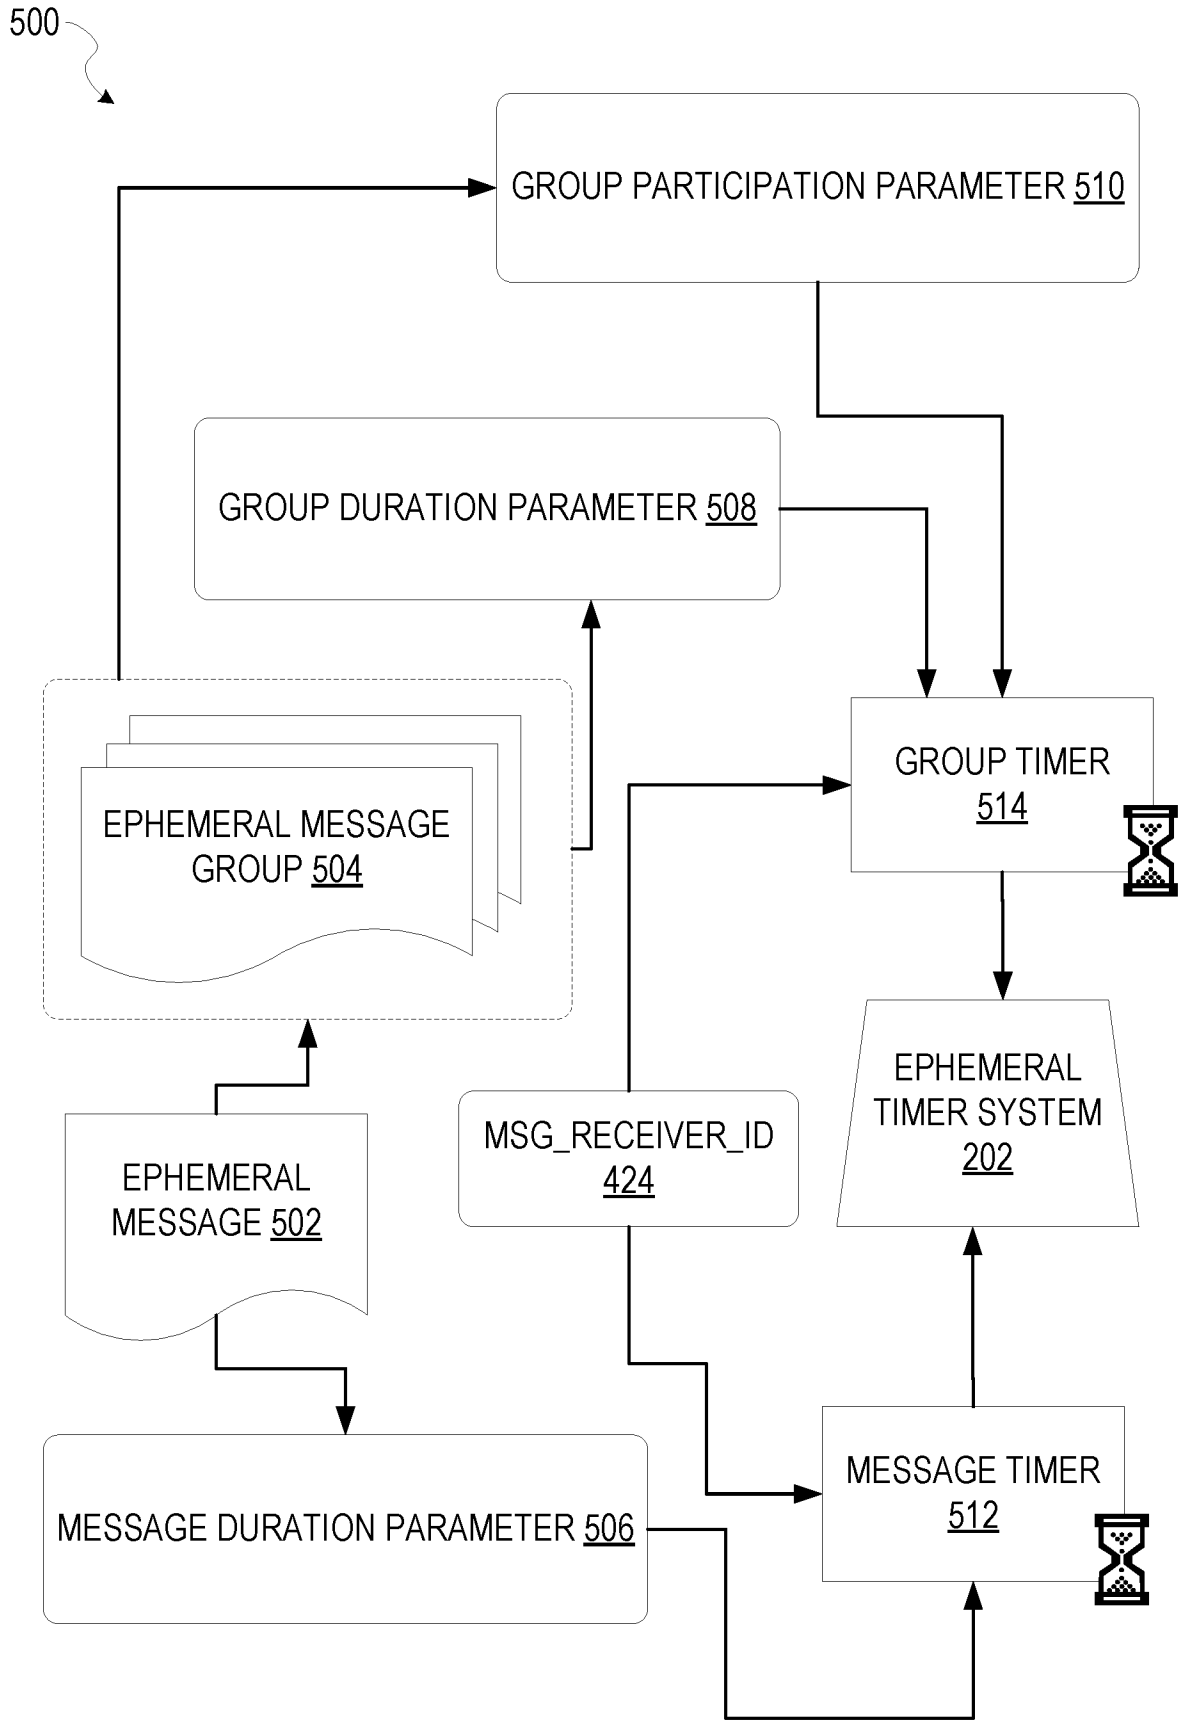 500
GROUP PARTICIPATION PARAMETER 510
GROUP DURATION PARAMETER 508
GROUP TIMER
514
EPHEMERAL MESSAGE
GROUP 504
EPHEMERAL
TIMER SYSTEM
202
MSG_RECEIVER_ID
424
EPHEMERAL
MESSAGE 502
MESSAGE TIMER
512
MESSAGE DURATION PARAMETER 506